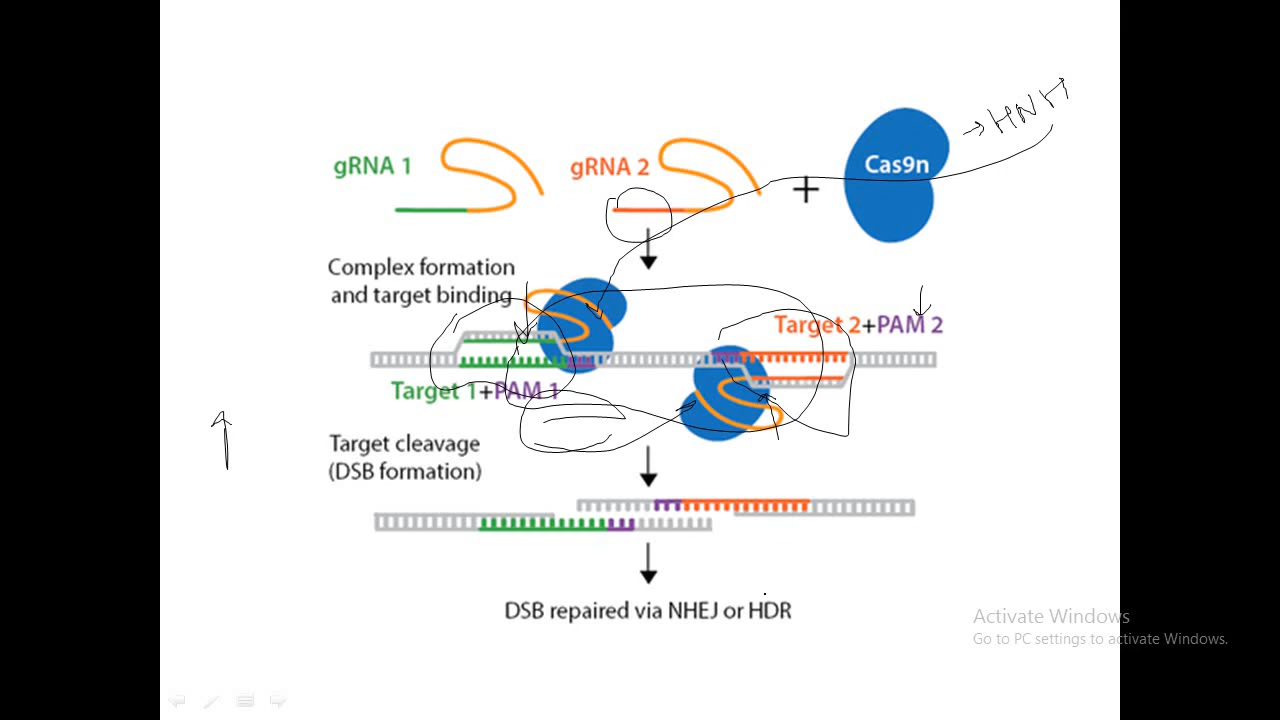 HNH
gRNA 1
gRNA 2
Cas9n
+
Complex formation
and target binding
Target 2+PAM 2
Target 1+PAM 1
Target cleavage
(DSB formation)
DSB repaired via NHEJ or HDR
Activate Windows
Go to PC settings to activate Windows.